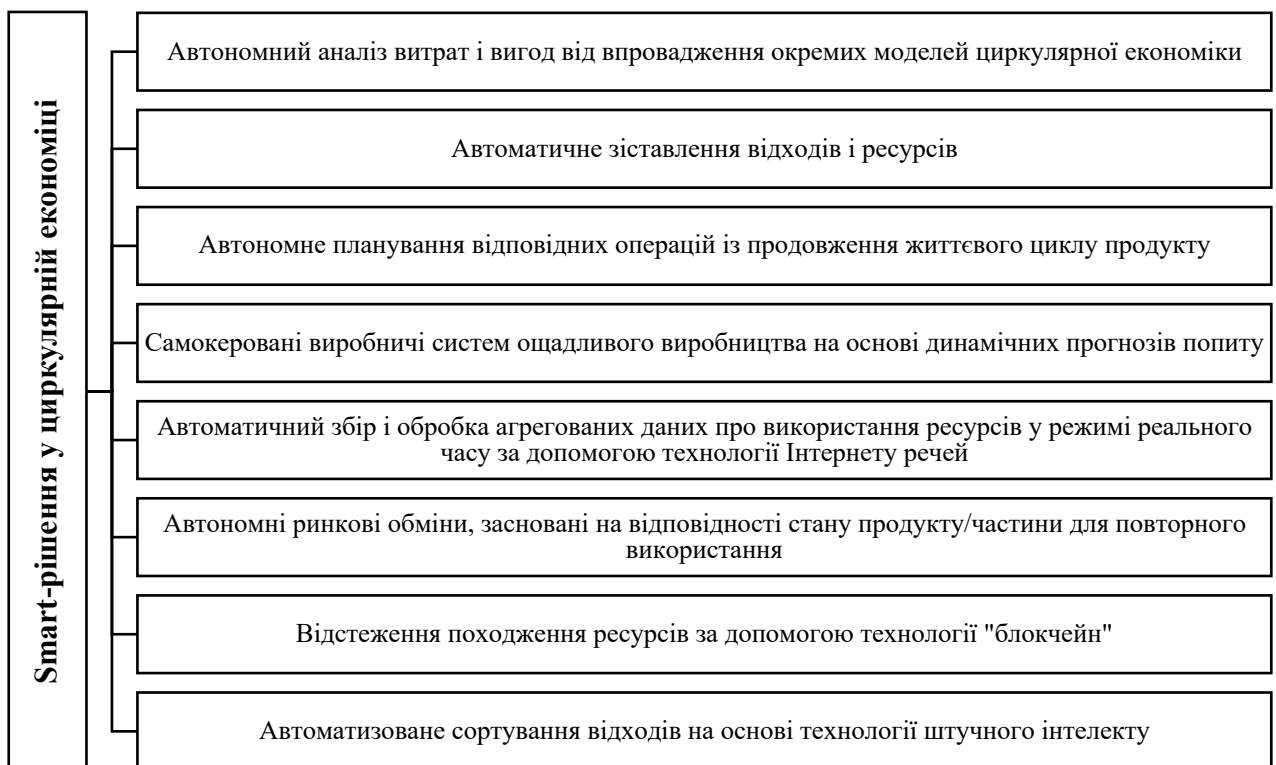 Smart-рішення у циркулярній економіці
Автономний аналіз витрат і вигод від впровадження окремих моделей циркулярної економіки
Автоматичне зіставлення відходів і ресурсів
Автономне планування відповідних операцій із продовження життєвого циклу продукту
Самокеровані виробничі систем ощадливого виробництва на основі динамічних прогнозів попиту
Автоматичний збір і обробка агрегованих даних про використання ресурсів у режимі реального
часу за допомогою технології Інтернету речей
Автономні ринкові обміни, засновані на відповідності стану продукту/частини для повторного
використання
Відстеження походження ресурсів за допомогою технології "блокчейн"
Автоматизоване сортування відходів на основі технології штучного інтелекту